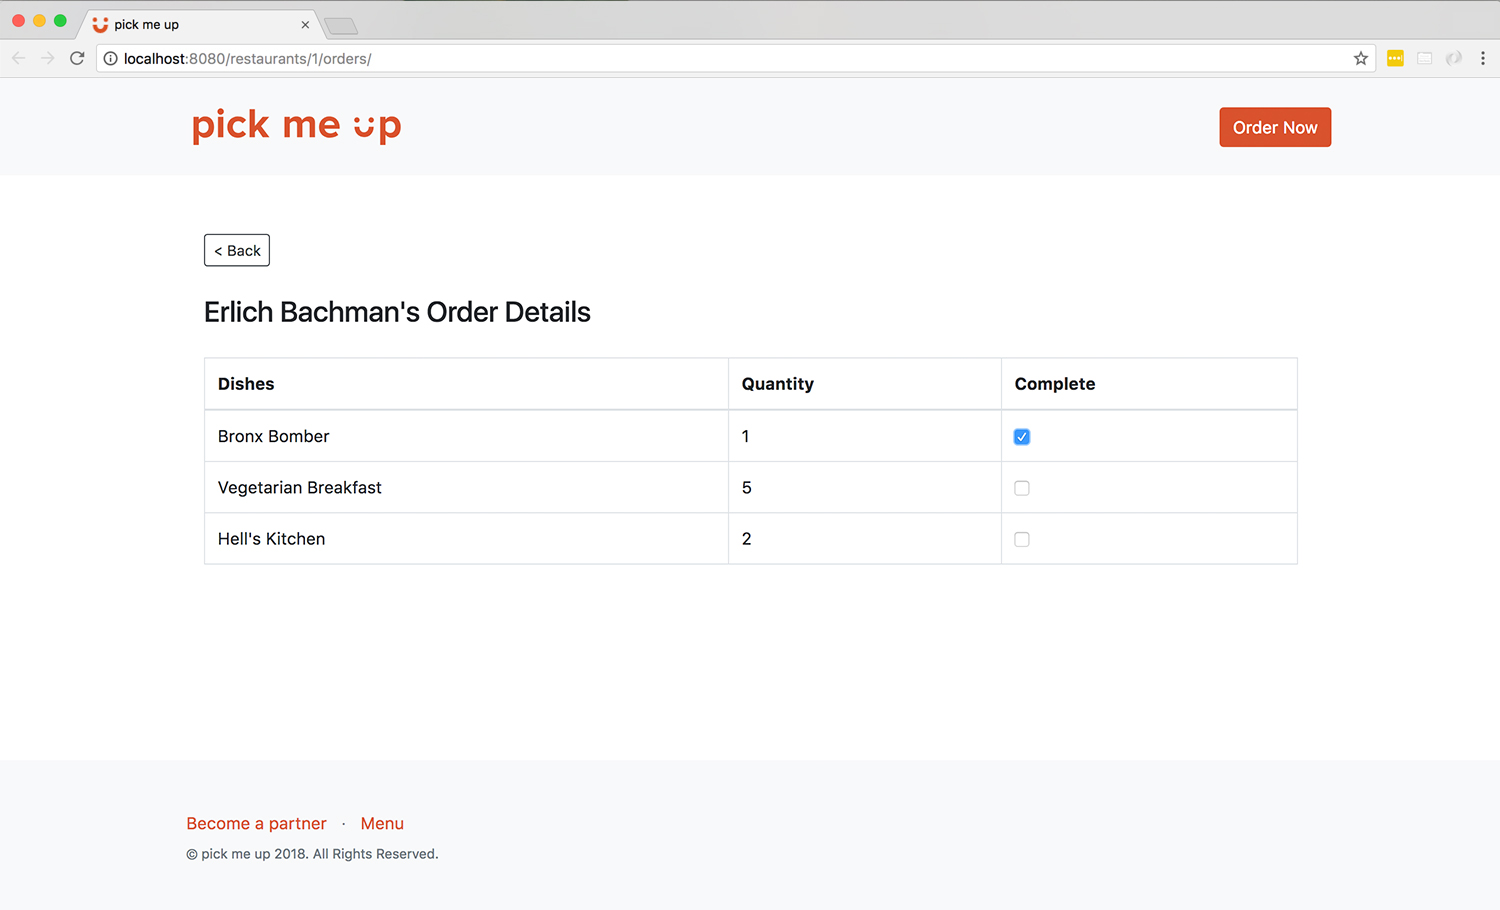 pick me up
localhost:8080/restaurants/1/orders/
pick me up
Order Now
< Back
Erlich Bachman's Order Details
Dishes Quantity Complete
Bronx Bomber 1
Vegetarian Breakfast 5
Hell's Kitchen 2
Become a partner · Menu
© pick me up 2018. All Rights Reserved.